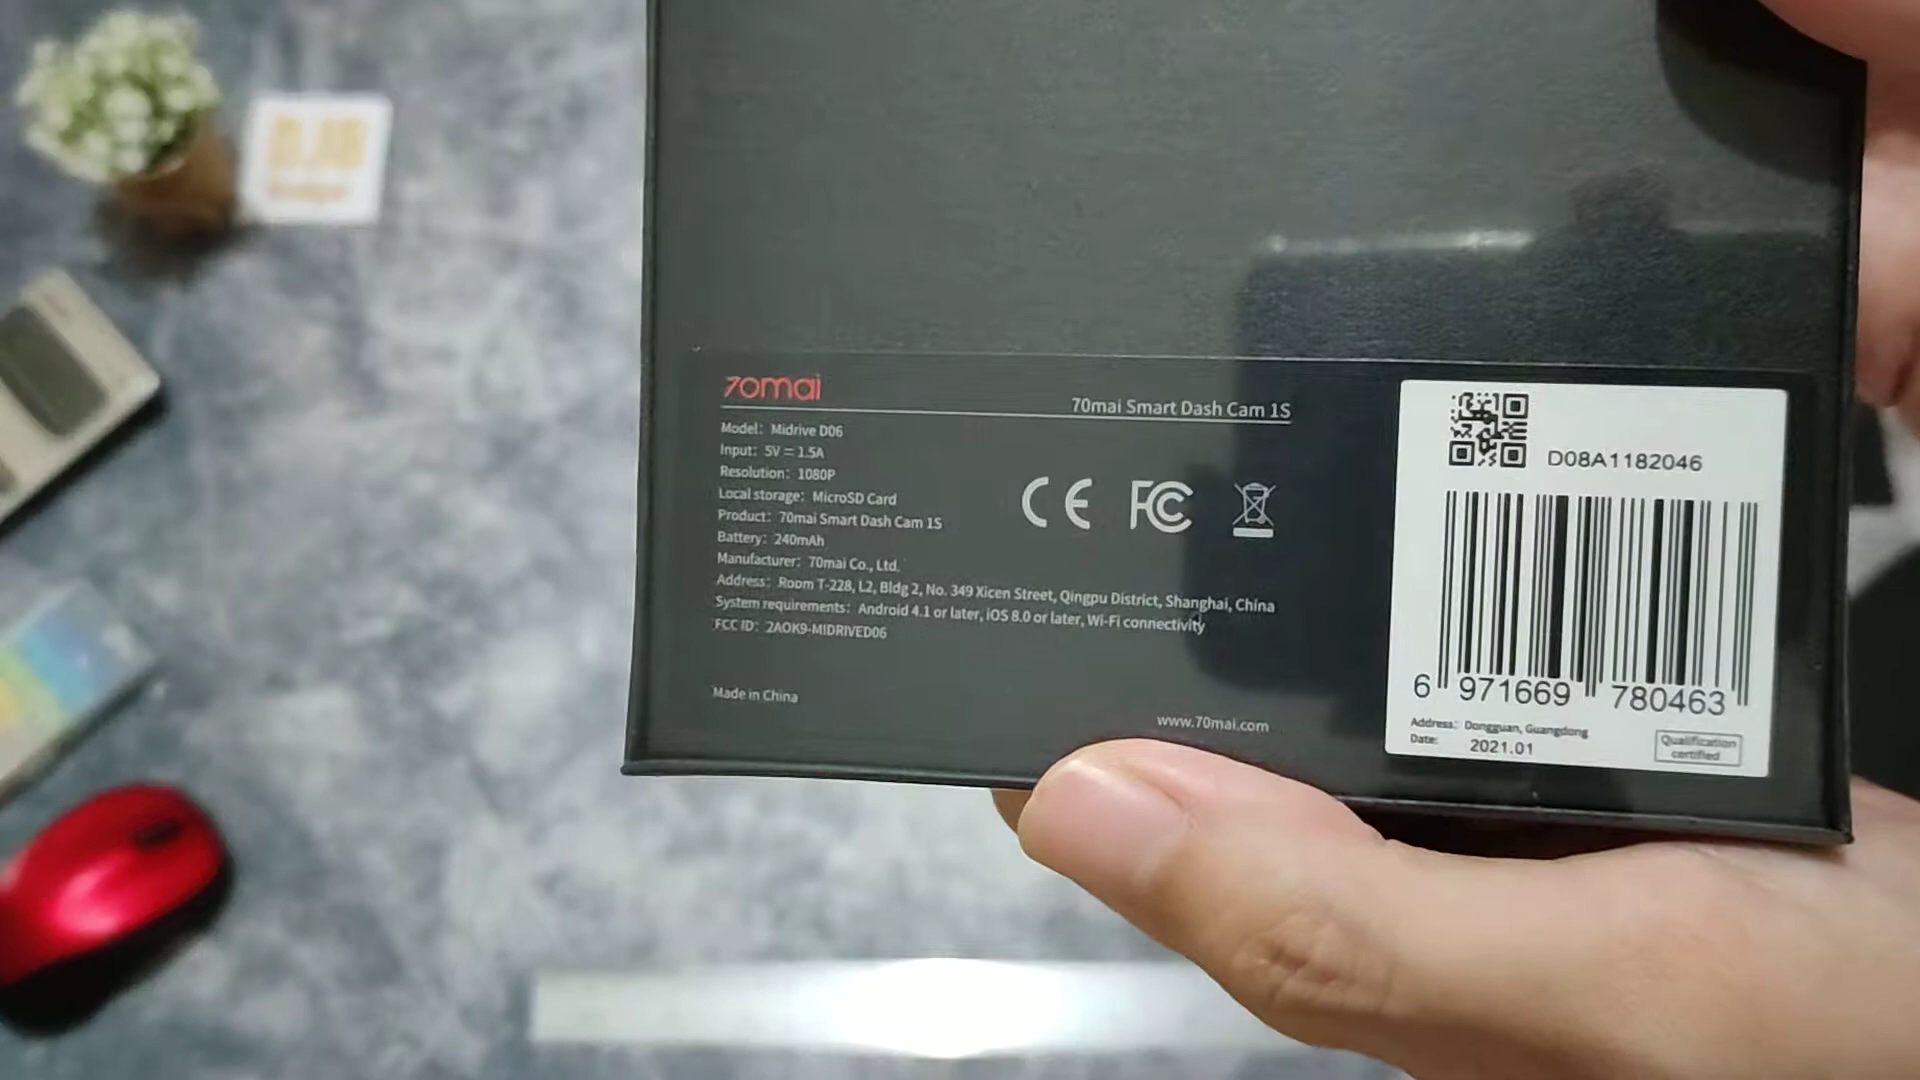 70mai
70mai Smart Dash Cam 1S
Model: Midrive D06
Input: 5V = 1.5A
Resolution: 1080P
Local storage: MicroSD Card
Product: 70mai Smart Dash Cam 1S
Battery: 240mAh
Manufacturer: 70mai Co., Ltd.
Address: Room T-228, L2, Bldg 2, No. 349 Xicen Street, Qingpu District, Shanghai, China
System requirements: Android 4.1 or later, iOS 8.0 or later, Wi-Fi connectivity
FCC ID: 2AOK9-MIDRIVED06
CE FC
Made in China
www.70mai.com
D08A1182046
6 971669 780463
Address: Dongguan, Guangdong
Date: 2021.01
Qualification
certified